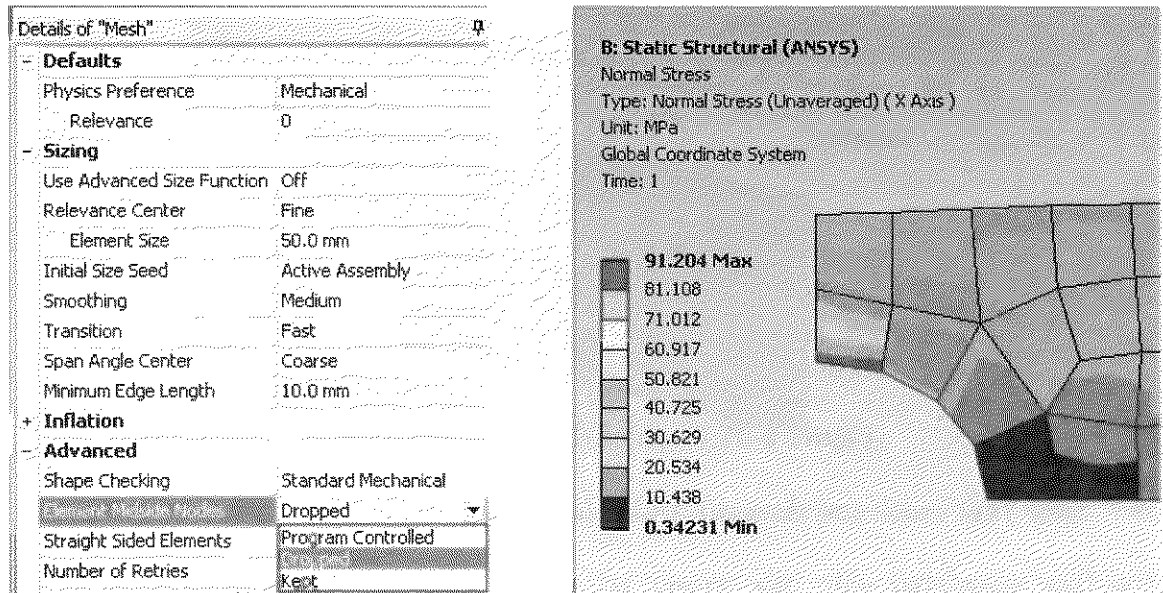 Details of "Mesh"
− Defaults
Physics Preference Mechanical
Relevance 0
− Sizing
Use Advanced Size Function Off
Relevance Center Fine
Element Size 50.0 mm
Initial Size Seed Active Assembly
Smoothing Medium
Transition Fast
Span Angle Center Coarse
Minimum Edge Length 10.0 mm
+ Inflation
− Advanced
Shape Checking Standard Mechanical
Dropped
Straight Sided Elements Program Controlled
Number of Retries
Kept
B: Static Structural (ANSYS)
Normal Stress
Type: Normal Stress (Unaveraged) ( X Axis )
Unit: MPa
Global Coordinate System
Time: 1
91.204 Max
81.108
71.012
60.917
50.821
40.725
30.629
20.534
10.438
0.34231 Min